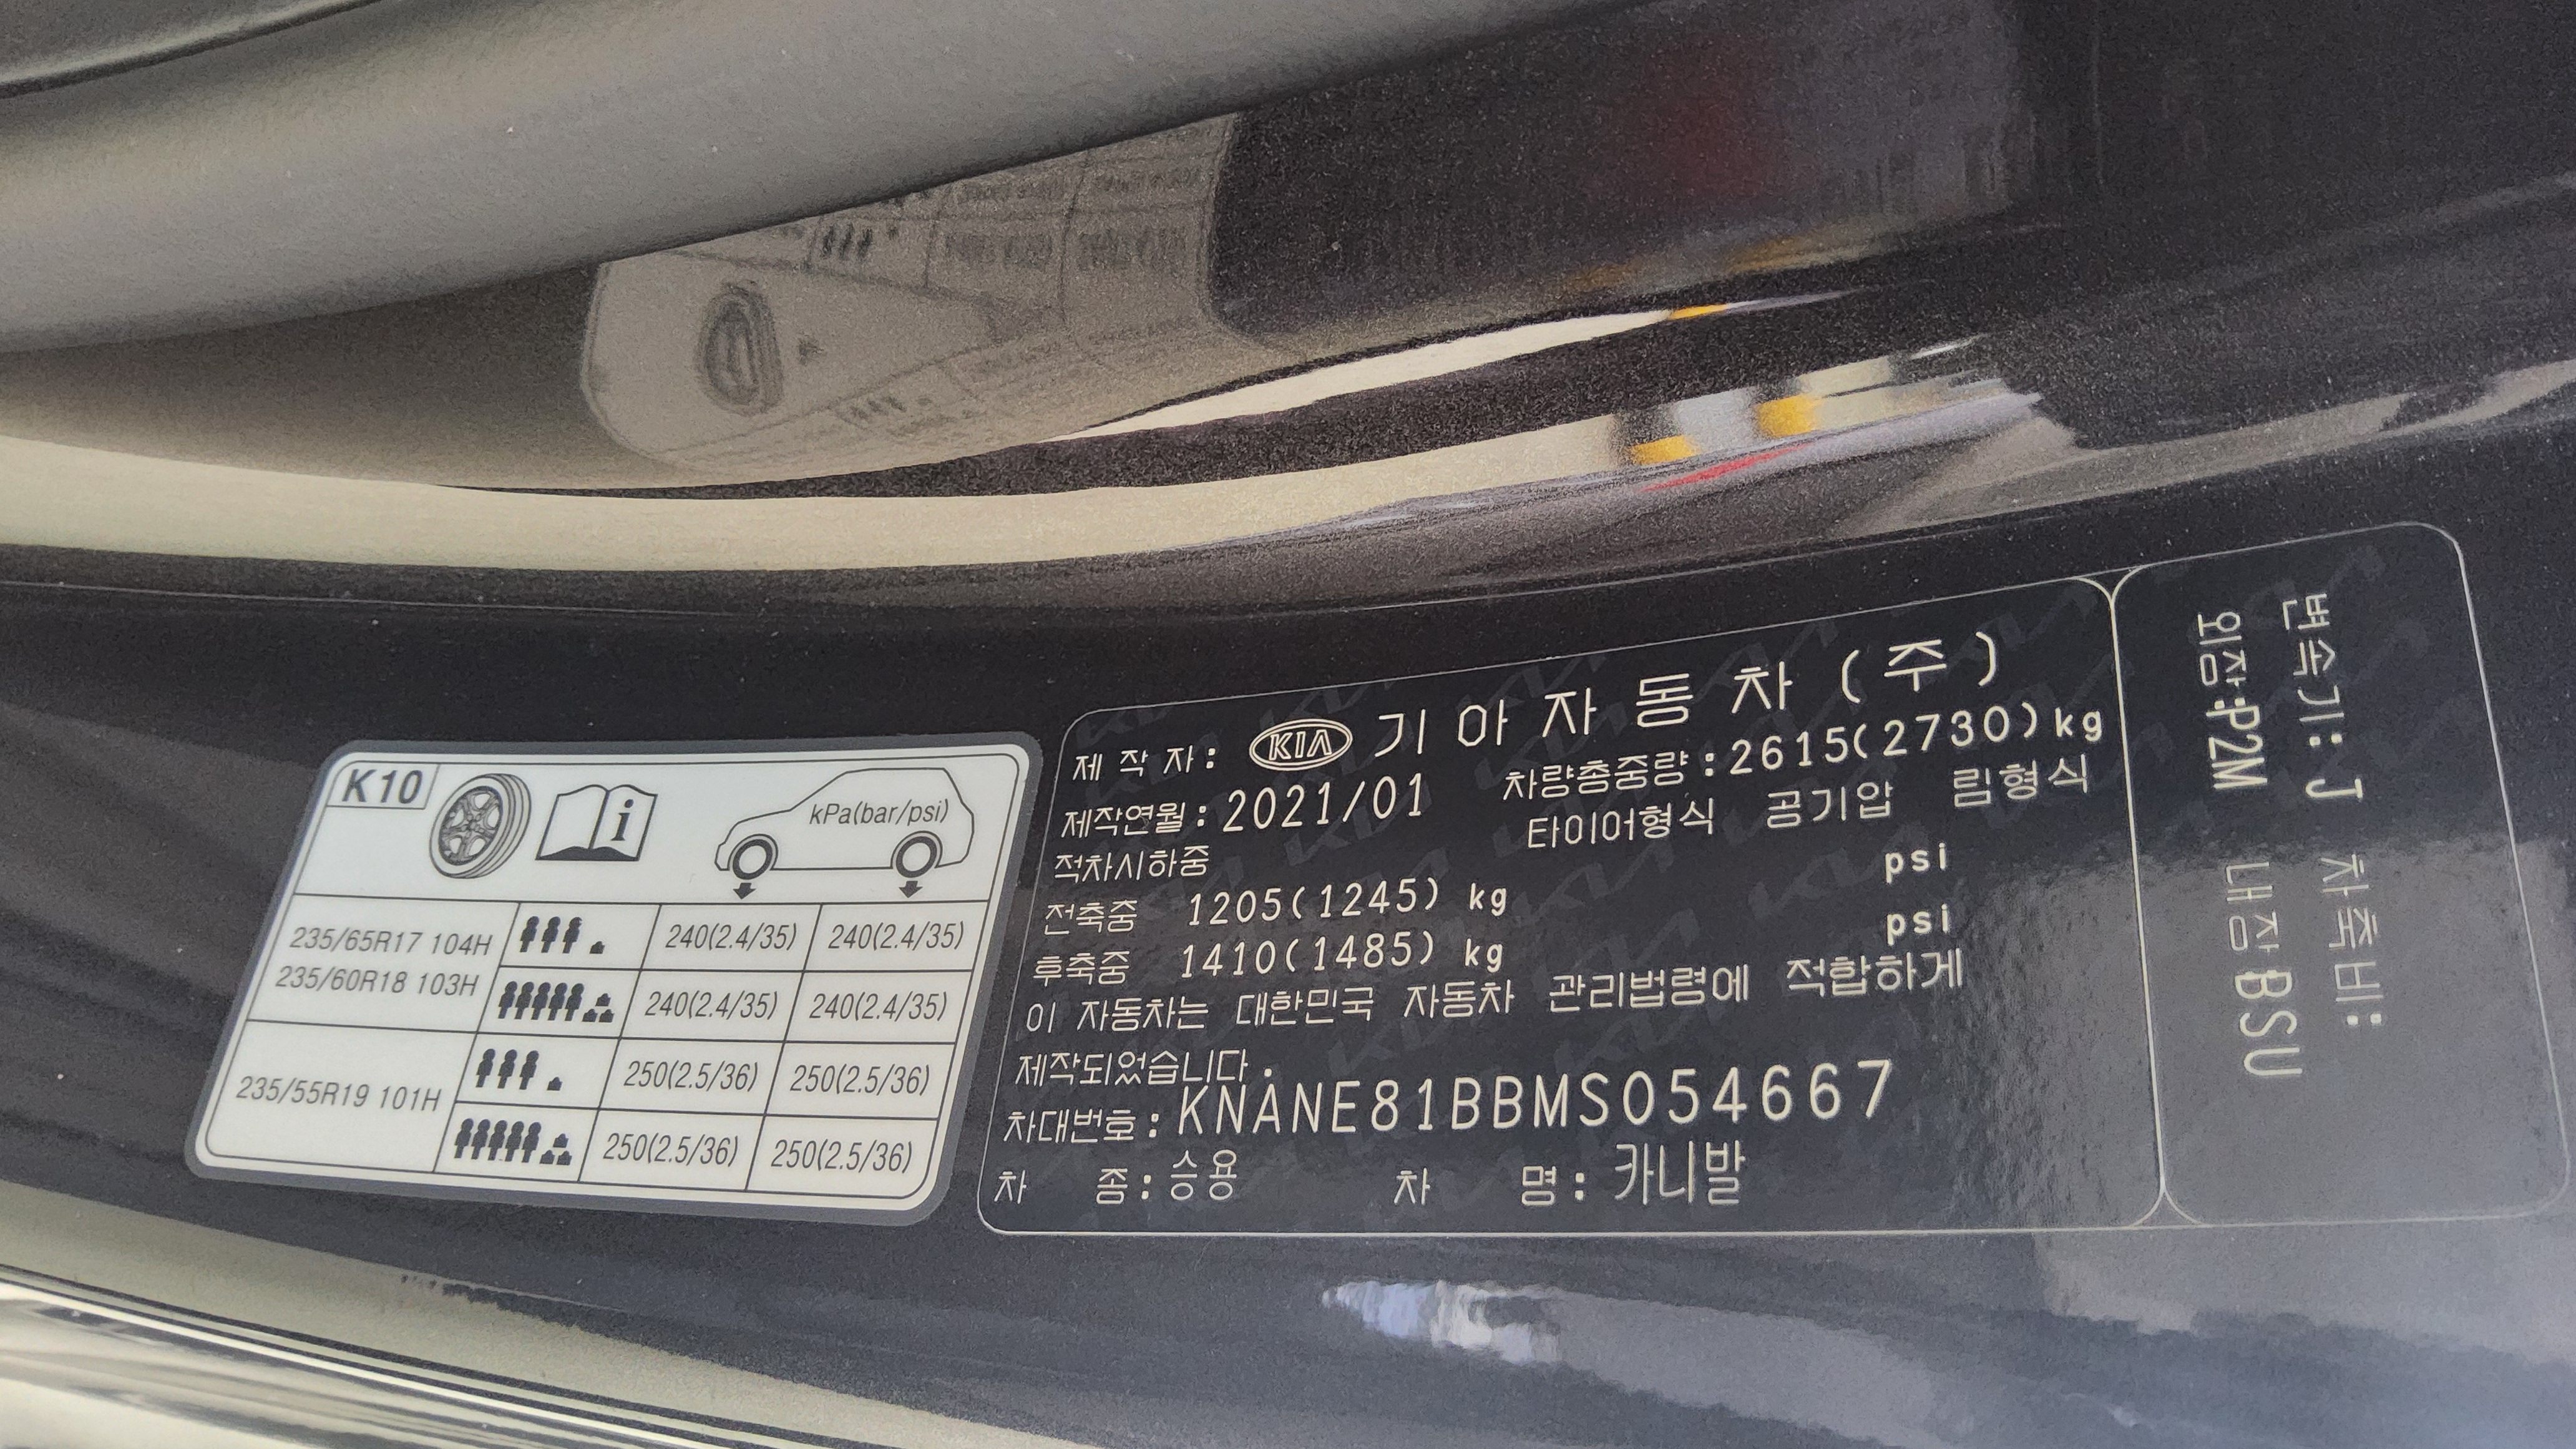 K10
kPa(bar/psi)
235/65R17 104H
235/60R18 103H
240(2.4/35) 240(2.4/35)
240(2.4/35) 240(2.4/35)
235/55R19 101H
250(2.5/36) 250(2.5/36)
250(2.5/36) 250(2.5/36)
제 작 자 : KIA 기 아 자 동 차 ( 주 )
제작연월 : 2021/01 차량총중량 : 2615(2730)kg
적차시하중 타이어형식 공기압 림형식
전축중 1205(1245) kg psi
후축중 1410(1485) kg psi
이 자동차는 대한민국 자동차 관리법령에 적합하게
제작되었습니다.
차대번호 : KNANE81BBMS054667
차 종 : 승용 차 명 : 카니발
변속기: J 차축비:
외장:P2M 내장:BSU